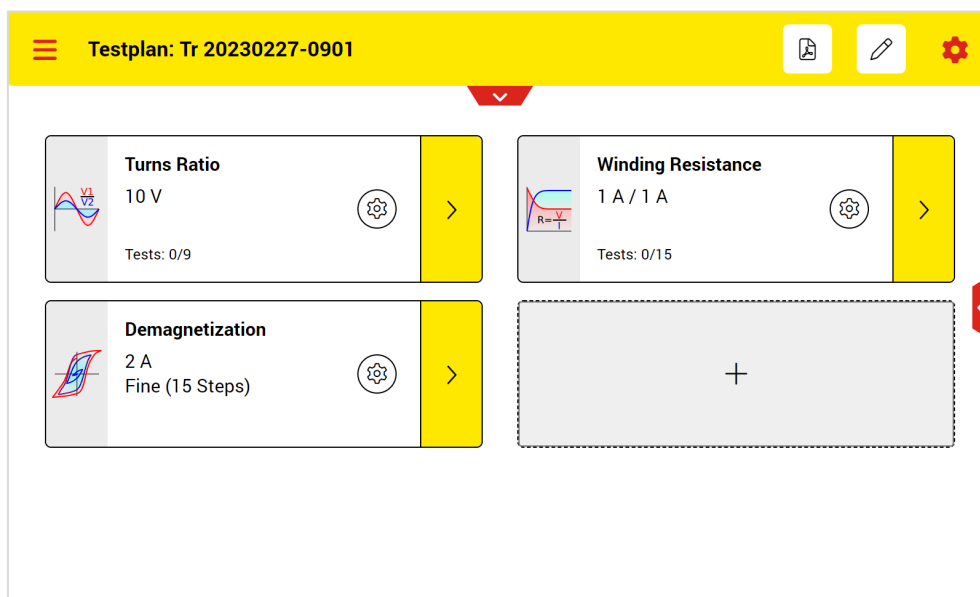 Testplan: Tr 20230227-0901
Turns Ratio
10 V
V1
V2
Tests: 0/9
Winding Resistance
1 A / 1 A
R=V
I
Tests: 0/15
Demagnetization
2 A
Fine (15 Steps)
+